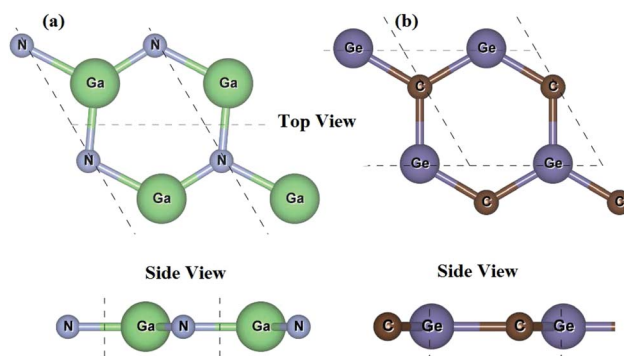 (a)
(b)
N N Ge Ge
Ga Ga C C
Top View
N N Ge Ge
Ga Ga C C
Side View Side View
N Ga N Ga N C Ge C Ge